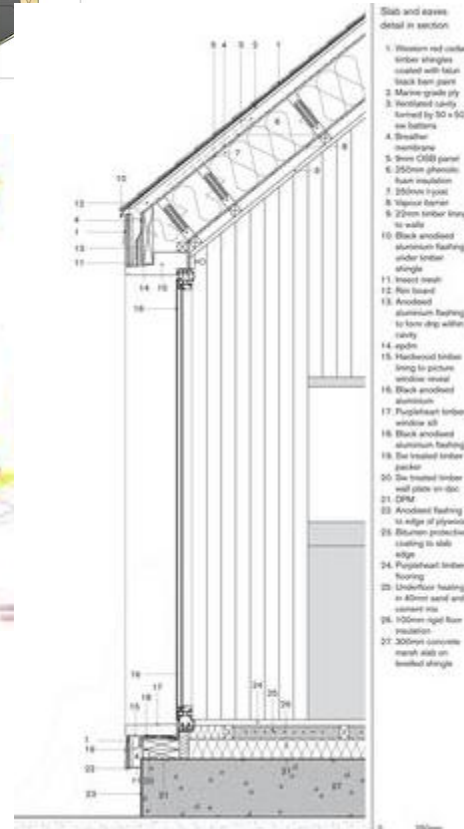 Slab and eaves
detail in section
1. Western red cedar
timber shingles
coated with
black barn paint
2. Marine grade ply
3. Ventilated cavity
formed by 50 x 50
sw battens
4. Breather
membrane
5. 9mm OSB panel
6. 250mm phenolic
foam insulation
7. 250mm I-joist
8. Vapour barrier
9. 22mm timber lining
to walls
10. Black anodised
aluminium flashing
under timber
shingle
11. Insect mesh
12. Rim board
13. Anodised
aluminium flashing
to form drip within
cavity
14. epdm
15. Hardwood timber
lining to picture
window reveal
16. Black anodised
aluminium
17. Purpleheart timber
window sill
18. Black anodised
aluminium flashing
19. Sw treated timber
packer
20. Sw treated timber
wall plate on dpc
21. DPM
22. Anodised flashing
to edge of plywood
23. Bitumen protective
coating to slab
edge
24. Purpleheart timber
flooring
25. Underfloor heating
in 40mm sand and
cement mix
26. 100mm rigid floor
insulation
27. 300mm concrete
slab on
levelled shingle